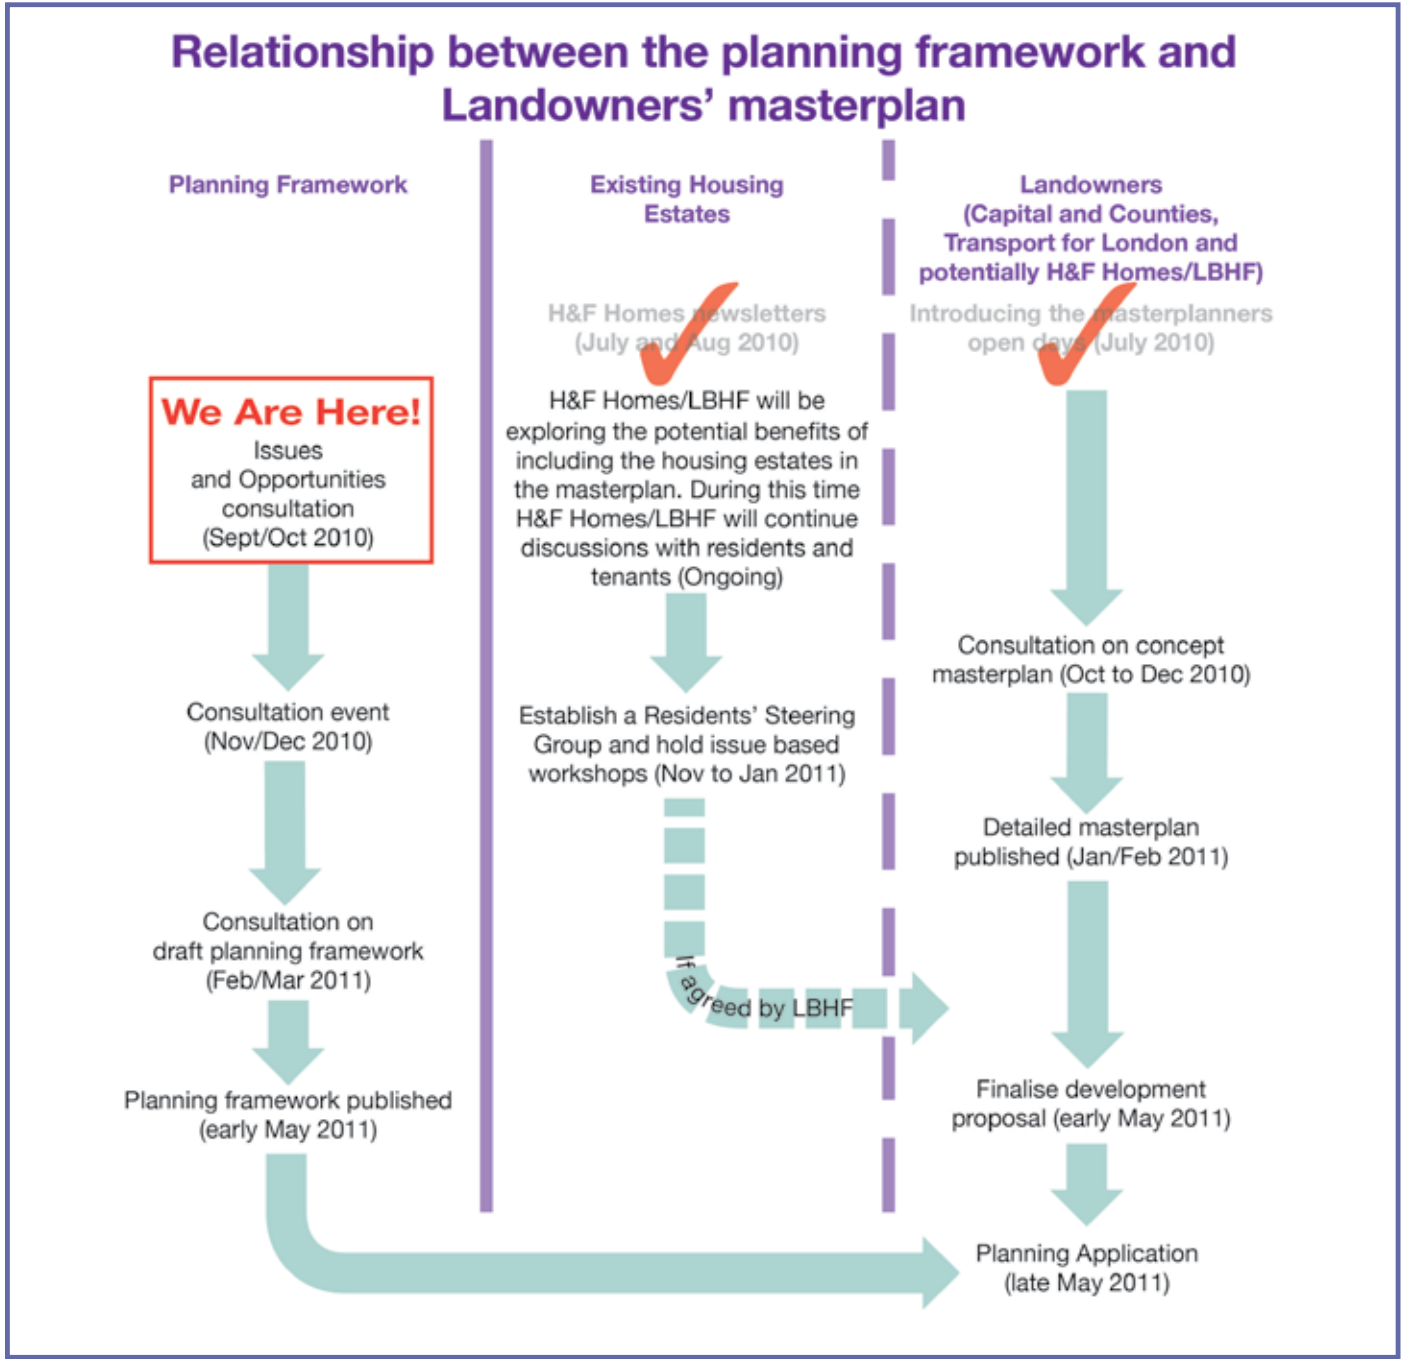 Relationship between the planning framework and
Landowners’ masterplan
Planning Framework
We Are Here!
Issues
and Opportunities
consultation
(Sept/Oct 2010)
Consultation event
(Nov/Dec 2010)
Consultation on
draft planning framework
(Feb/Mar 2011)
Planning framework published
(early May 2011)
Existing Housing
Estates
H&F Homes newsletters
(July and Aug 2010)
H&F Homes/LBHF will be
exploring the potential benefits of
including the housing estates in
the masterplan. During this time
H&F Homes/LBHF will continue
discussions with residents and
tenants (Ongoing)
Establish a Residents’ Steering
Group and hold issue based
workshops (Nov to Jan 2011)
If agreed by LBHF
Landowners
(Capital and Counties,
Transport for London and
potentially H&F Homes/LBHF)
Introducing the masterplanners
open days (July 2010)
Consultation on concept
masterplan (Oct to Dec 2010)
Detailed masterplan
published (Jan/Feb 2011)
Finalise development
proposal (early May 2011)
Planning Application
(late May 2011)